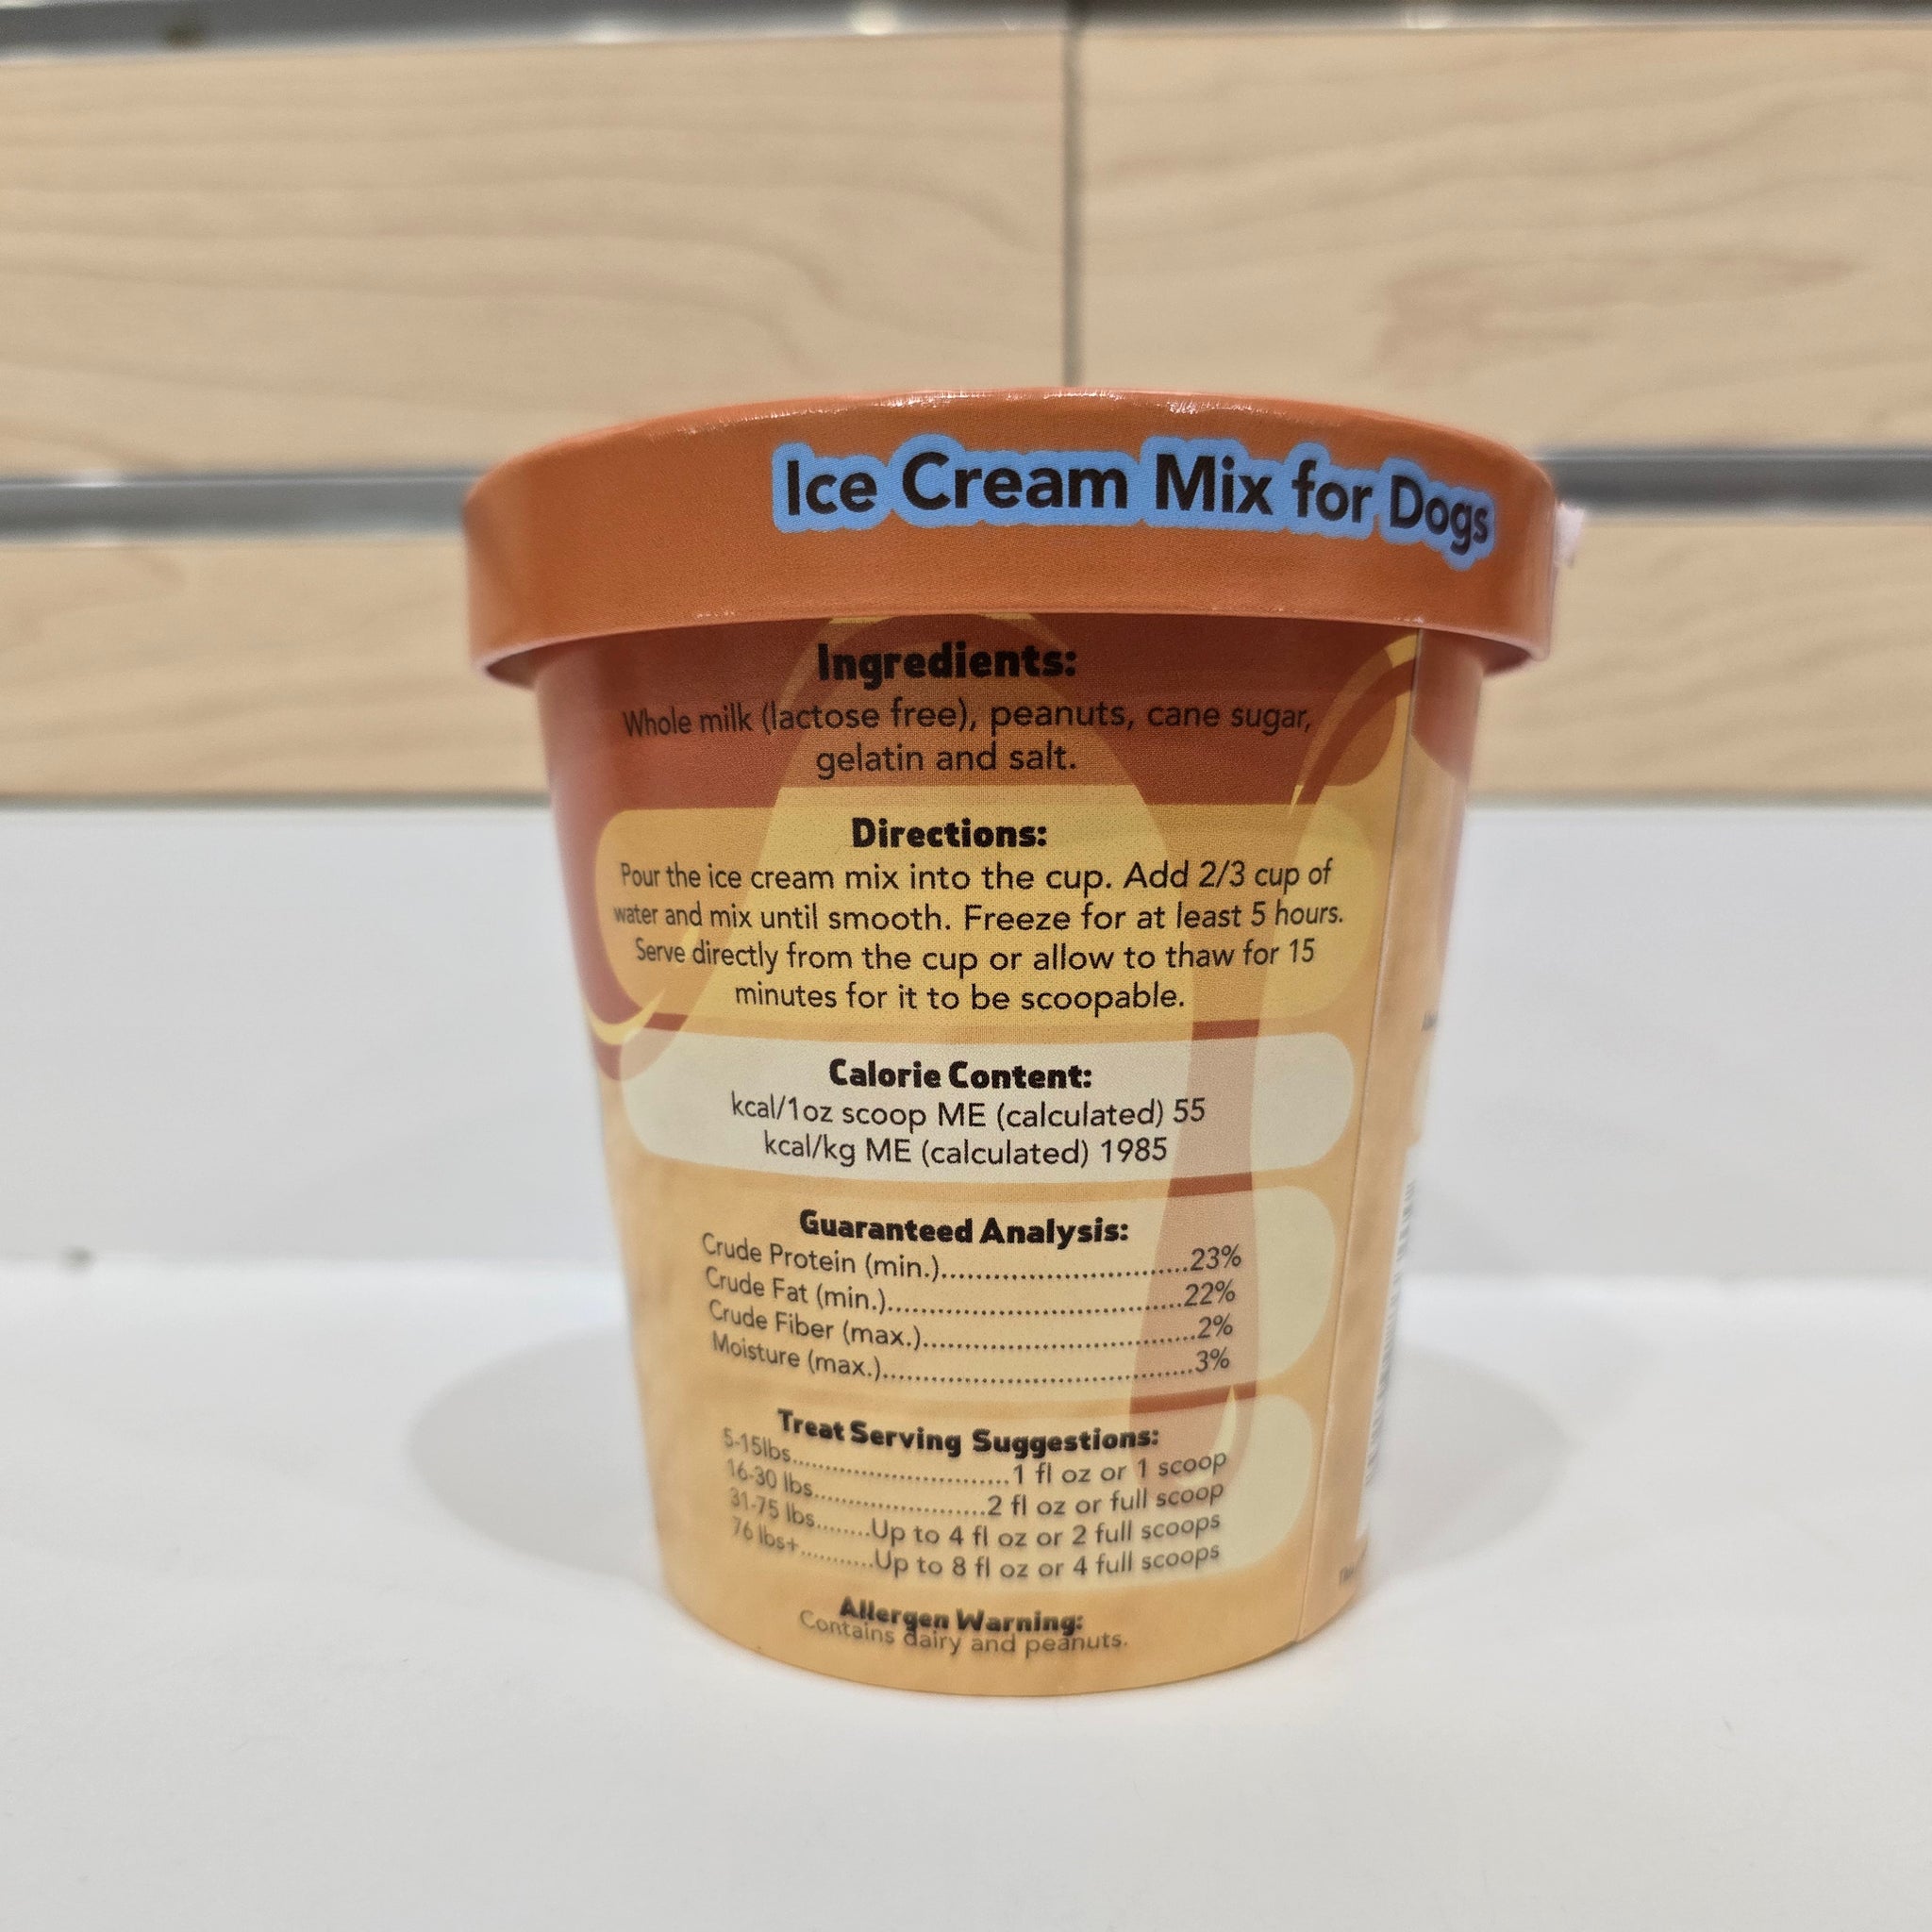 Ice Cream Mix for Dogs
Ingredients:
Whole milk (lactose free), peanuts, cane sugar,
gelatin and salt.
Directions:
Pour the ice cream mix into the cup. Add 2/3 cup of
water and mix until smooth. Freeze for at least 5 hours.
Serve directly from the cup or allow to thaw for 15
minutes for it to be scoopable.
Calorie Content:
kcal/1oz scoop ME (calculated) 55
kcal/kg ME (calculated) 1985
Guaranteed Analysis:
Crude Protein (min.)..............................23%
Crude Fat (min.)....................................22%
Crude Fiber (max.)..................................2%
Moisture (max.)......................................3%
Treat Serving Suggestions:
5-15lbs............................1 fl oz or 1 scoop
16-30 lbs......................2 fl oz or full scoop
31-75 lbs........Up to 4 fl oz or 2 full scoops
76 lbs+...........Up to 8 fl oz or 4 full scoops
Allergen Warning:
Contains dairy and peanuts.